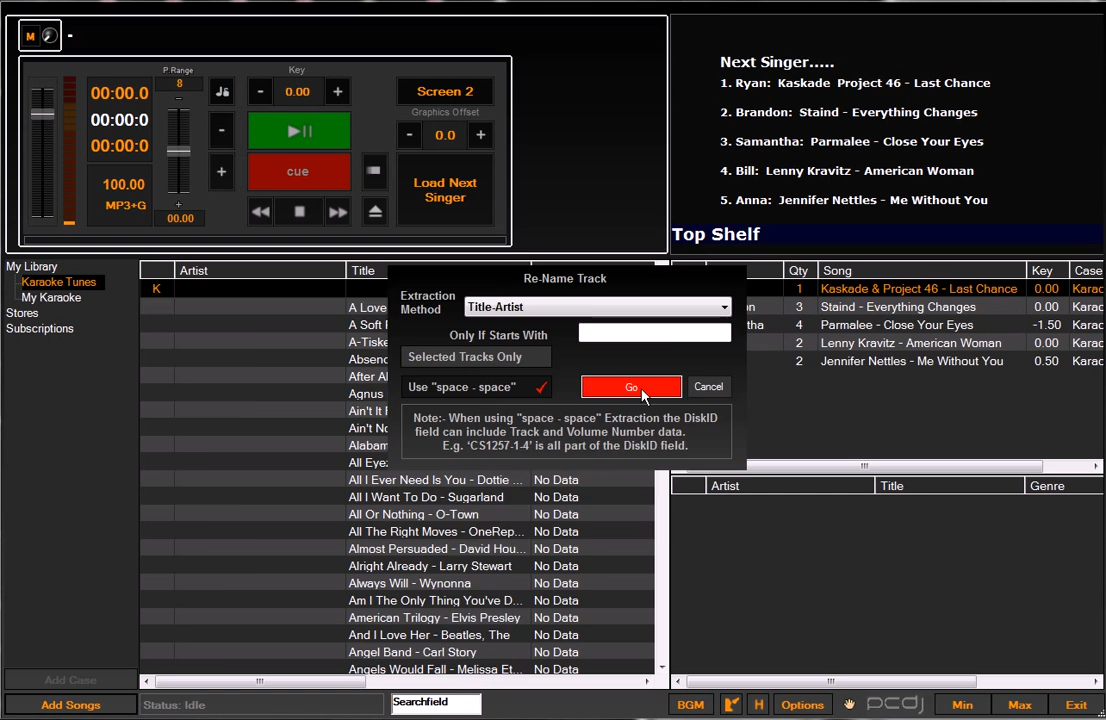 M -
P Range
8
-
+
00.00
00:00.0
00:00:0
00:00:0
100.00
MP3+G
Key
- 0.00 +
cue
Screen 2
Graphics Offset
- 0.0 +
Load Next
Singer
Next Singer.....
1. Ryan: Kaskade Project 46 - Last Chance
2. Brandon: Staind - Everything Changes
3. Samantha: Parmalee - Close Your Eyes
4. Bill: Lenny Kravitz - American Woman
5. Anna: Jennifer Nettles - Me Without You
Top Shelf
My Library
Karaoke Tunes
My Karaoke
Stores
Subscriptions
Artist Title
K
A Love
A Soft
A-Tiske
Absenc
After Al
Agnus
Ain't It F
Ain't No
Alabam
All Eyez
All I Ever Need Is You - Dottie ... No Data
All I Want To Do - Sugarland No Data
All Or Nothing - O-Town No Data
All The Right Moves - OneRep... No Data
Almost Persuaded - David Hou... No Data
Alright Already - Larry Stewart No Data
Always Will - Wynonna No Data
Am I The Only Thing You've D... No Data
American Trilogy - Elvis Presley No Data
And I Love Her - Beatles, The No Data
Angel Band - Carl Story No Data
Angels Would Fall - Melissa Et... No Data
Re-Name Track
Extraction
Method
Title-Artist
Only If Starts With
Selected Tracks Only
Use "space - space"
Go
Cancel
Note:- When using "space - space" Extraction the DiskID
field can include Track and Volume Number data.
E.g. 'CS1257-1-4' is all part of the DiskID field.
Qty Song Key Case
1 Kaskade & Project 46 - Last Chance 0.00 Karac
on 3 Staind - Everything Changes 0.00 Karac
tha 4 Parmalee - Close Your Eyes -1.50 Karac
2 Lenny Kravitz - American Woman 0.00 Karac
2 Jennifer Nettles - Me Without You 0.50 Karac
Artist Title Genre
Add Case
Add Songs
Status: Idle
Searchfield
BGM
H
Options
pcdj
Min
Max
Exit